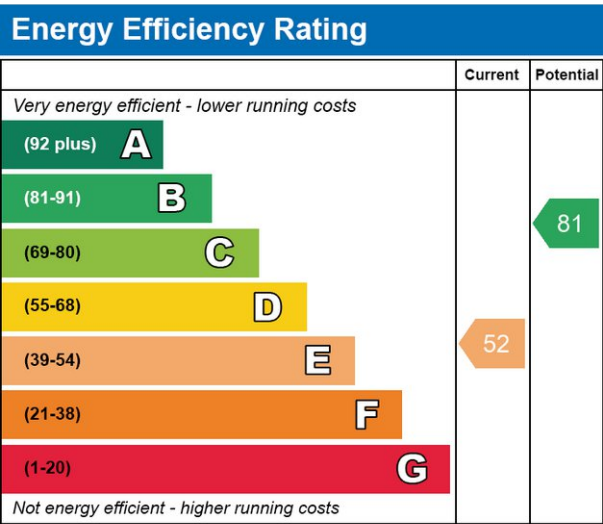 Energy Efficiency Rating
Current Potential
Very energy efficient - lower running costs
(92 plus) A
(81-91) B
81
(69-80) C
(55-68) D
52
(39-54) E
(21-38) F
(1-20) G
Not energy efficient - higher running costs